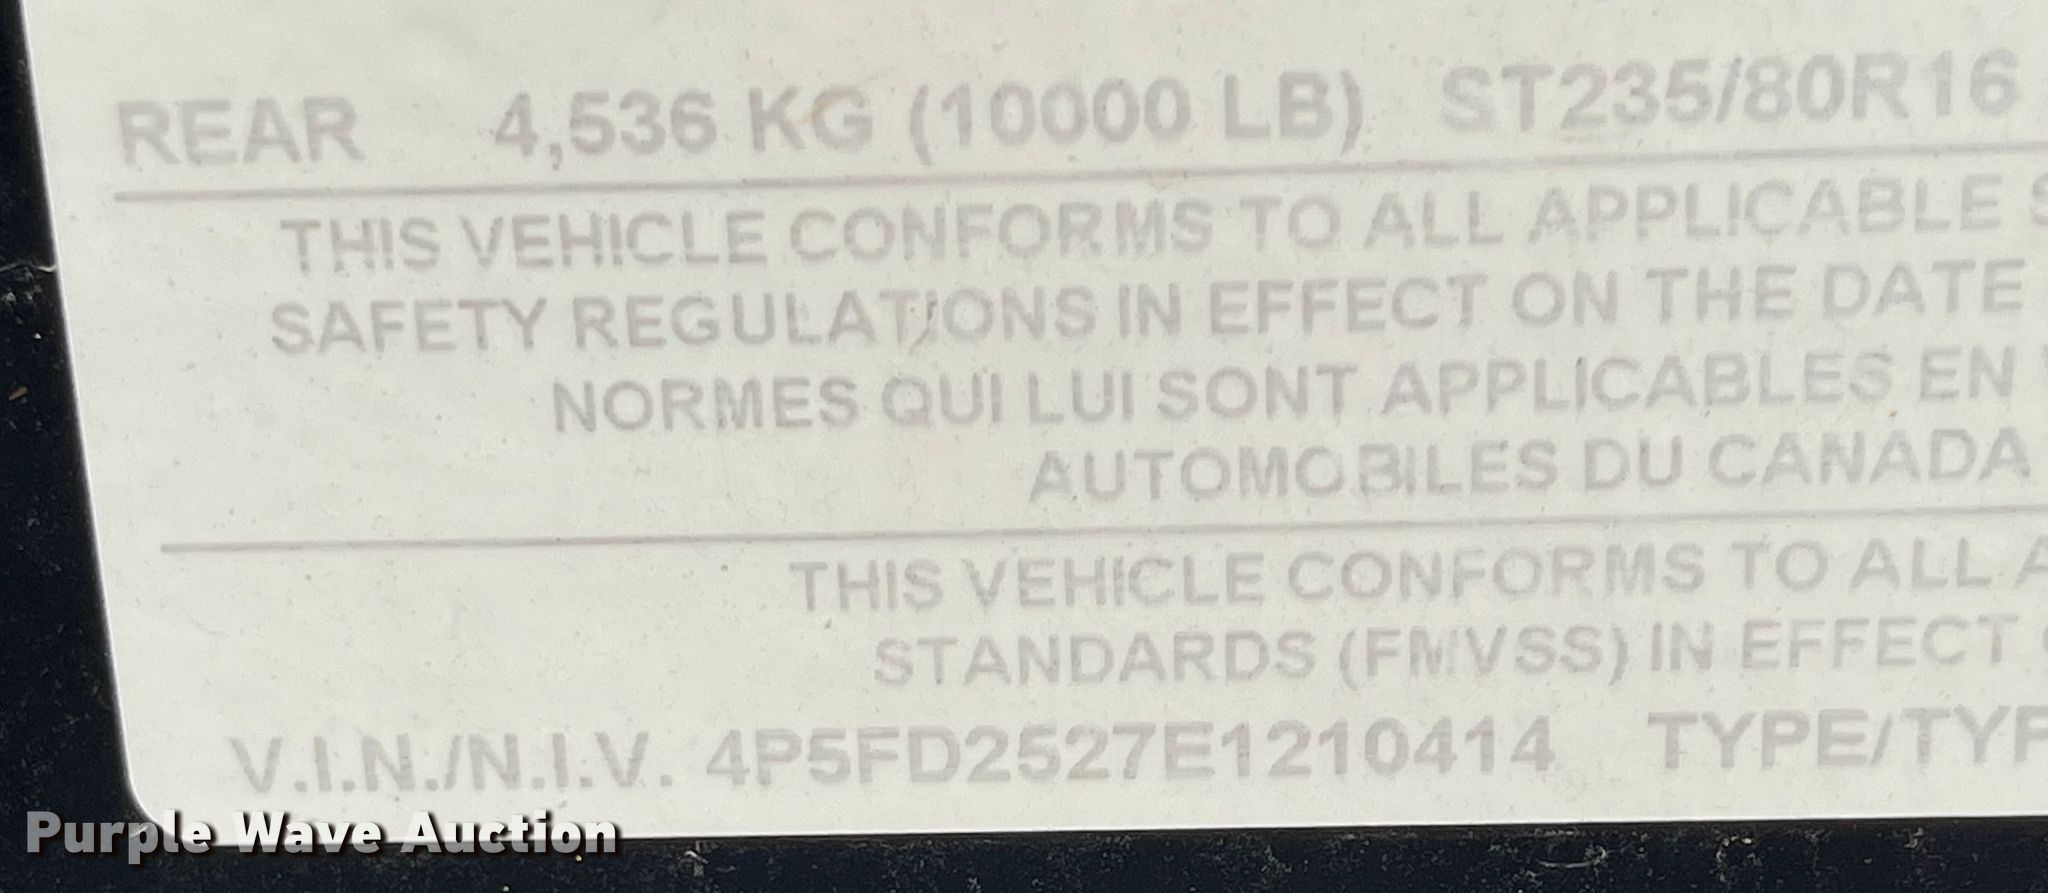 REAR 4,536 KG (10000 LB) ST235/80R16
THIS VEHICLE CONFORMS TO ALL APPLICABLE S
SAFETY REGULATIONS IN EFFECT ON THE DATE
NORMES QUI LUI SONT APPLICABLES EN
AUTOMOBILES DU CANADA
THIS VEHICLE CONFORMS TO ALL A
STANDARDS (FMVSS) IN EFFECT
V.I.N./N.I.V. 4P5FD2527E1210414 TYPE/TYP
Purple Wave Auction